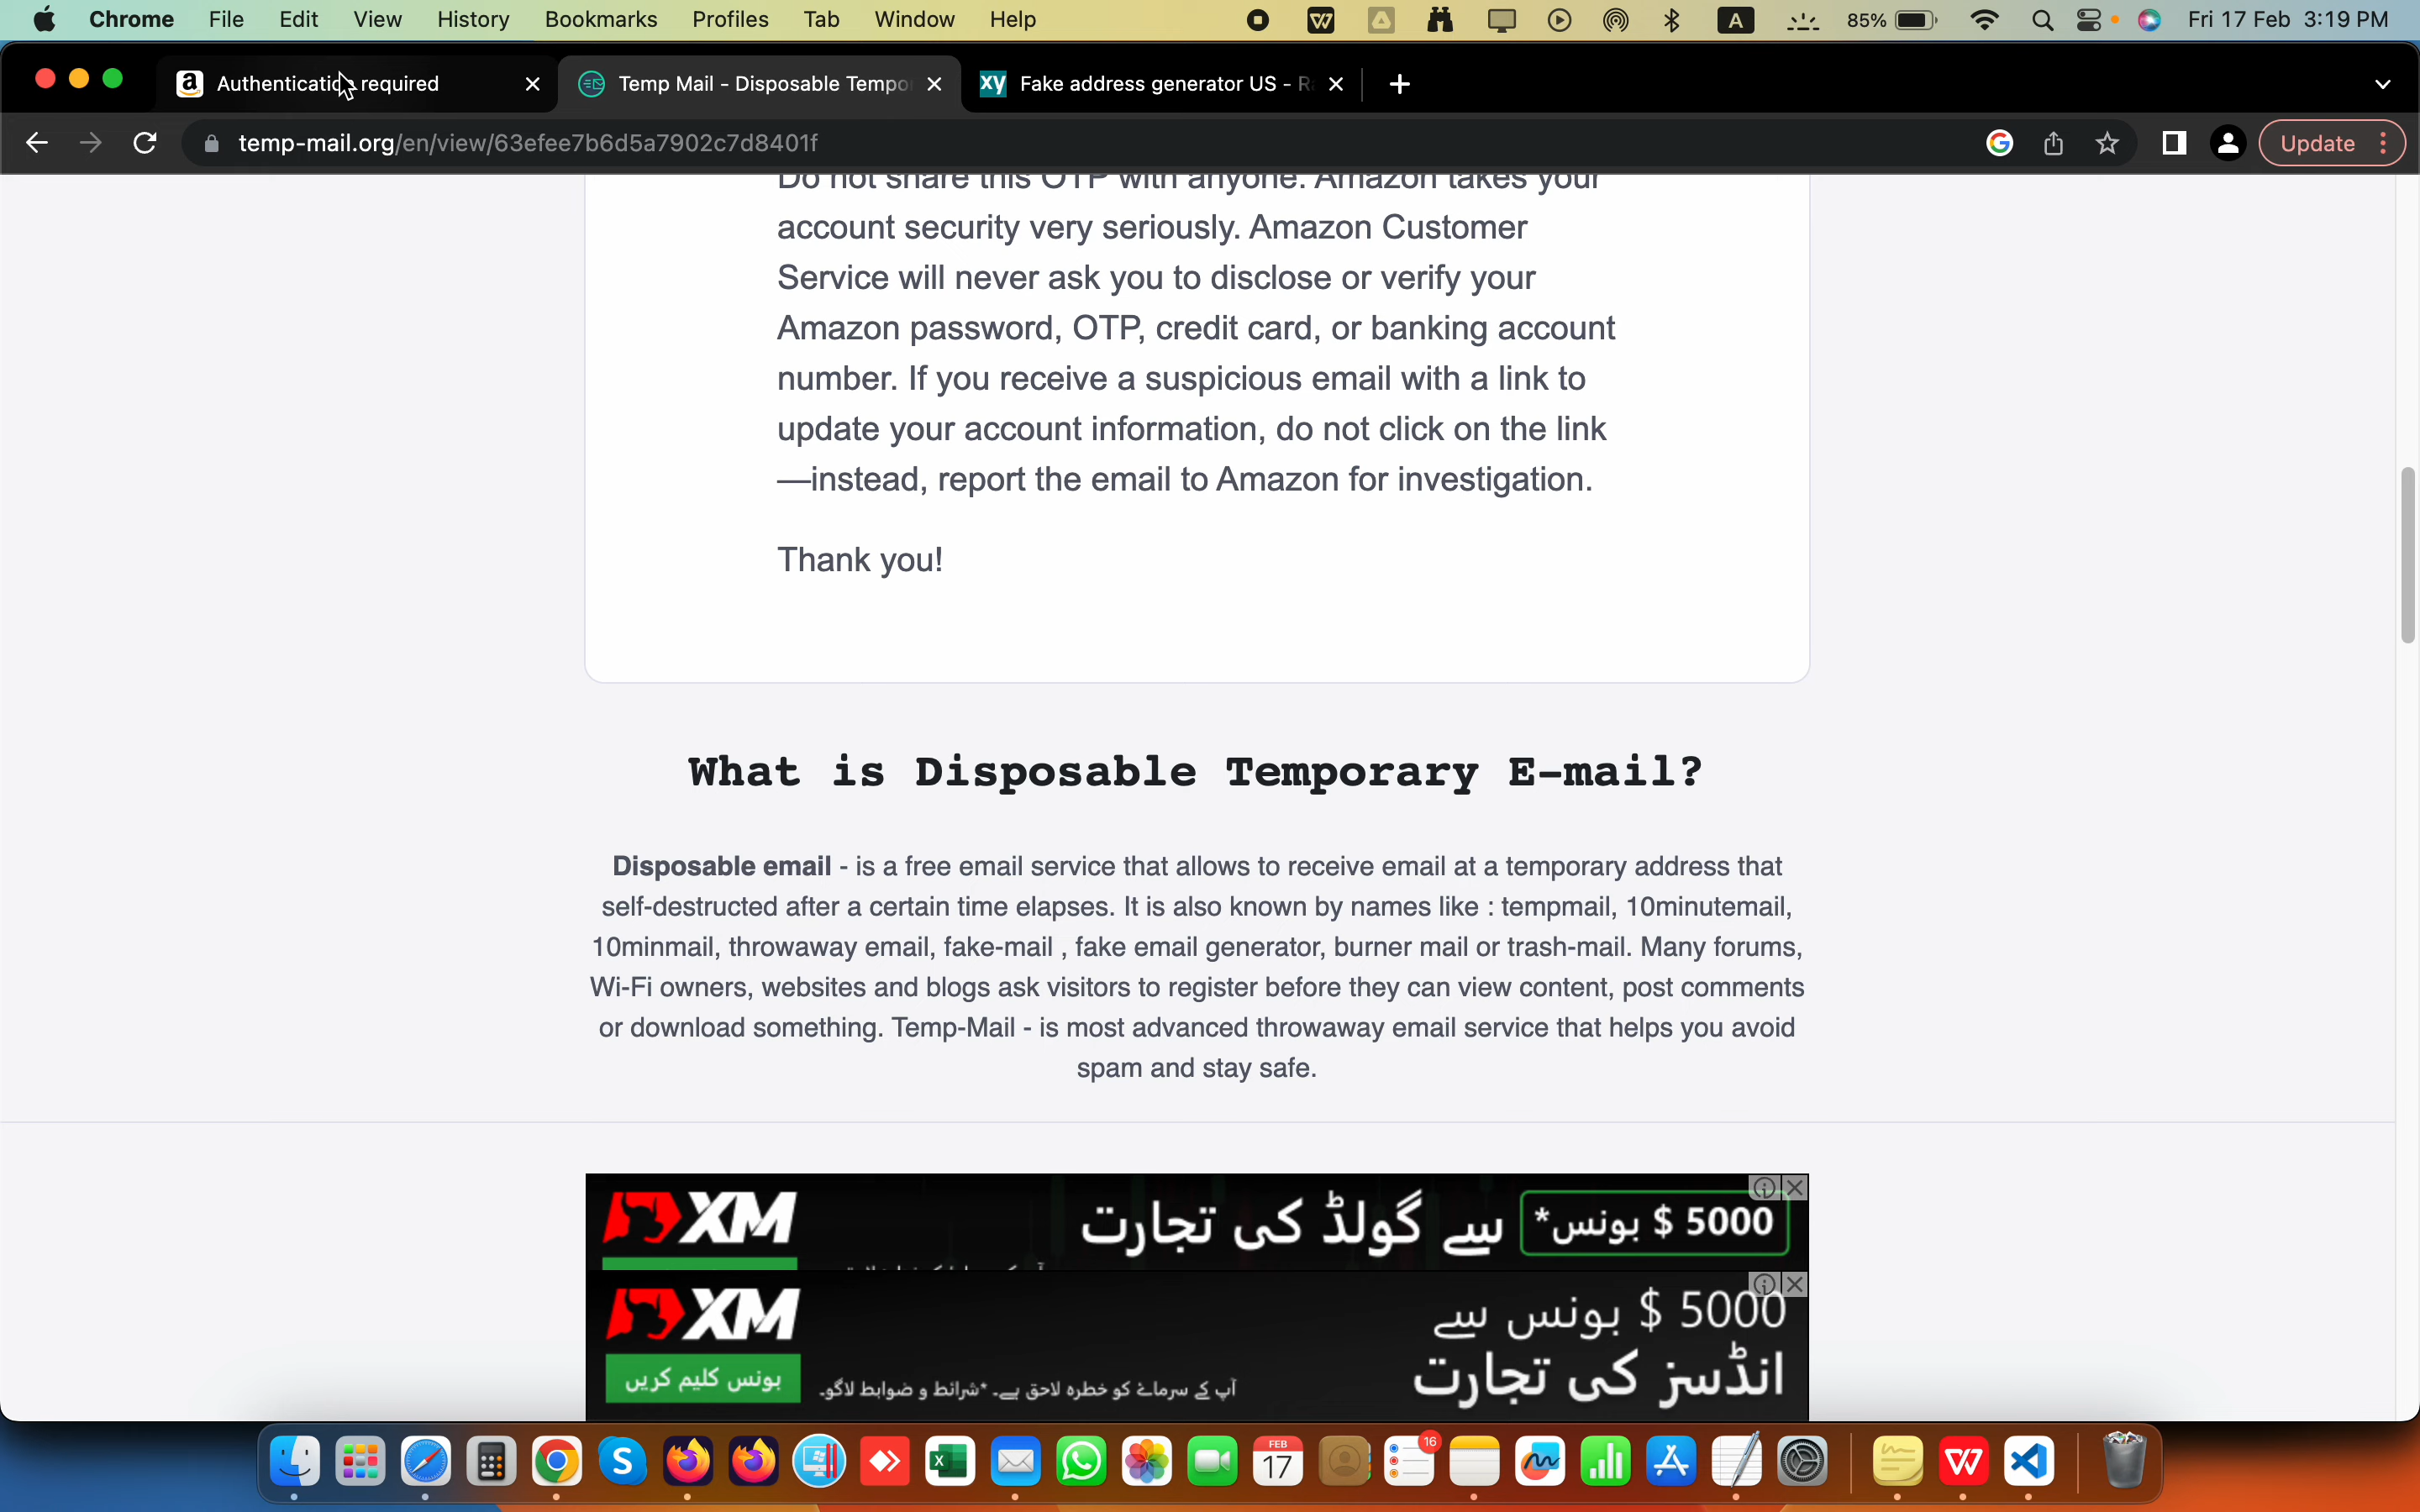 Chrome File Edit View History Bookmarks Profiles Tab Window Help A 85% Fri 17 Feb 3:19 PM
Authentication required Temp Mail - Disposable Tempo Fake address generator US - R
temp-mail.org/en/view/63efee7b6d5a7902c7d8401f Update
Do not share this OTP with anyone. Amazon takes your
account security very seriously. Amazon Customer
Service will never ask you to disclose or verify your
Amazon password, OTP, credit card, or banking account
number. If you receive a suspicious email with a link to
update your account information, do not click on the link
—instead, report the email to Amazon for investigation.
Thank you!
What is Disposable Temporary E-mail?
Disposable email - is a free email service that allows to receive email at a temporary address that
self-destructed after a certain time elapses. It is also known by names like : tempmail, 10minutemail,
10minmail, throwaway email, fake-mail , fake email generator, burner mail or trash-mail. Many forums,
Wi-Fi owners, websites and blogs ask visitors to register before they can view content, post comments
or download something. Temp-Mail - is most advanced throwaway email service that helps you avoid
spam and stay safe.
XM
5000 $ بونس* سے گولڈ کی تجارت
XM
5000 $ بونس سے
انڈسز کی تجارت
آپ کے سرمائے کو خطرہ لاحق ہے۔ *شرائط و ضوابط لاگو۔
بونس کلیم کریں
FEB
17
16